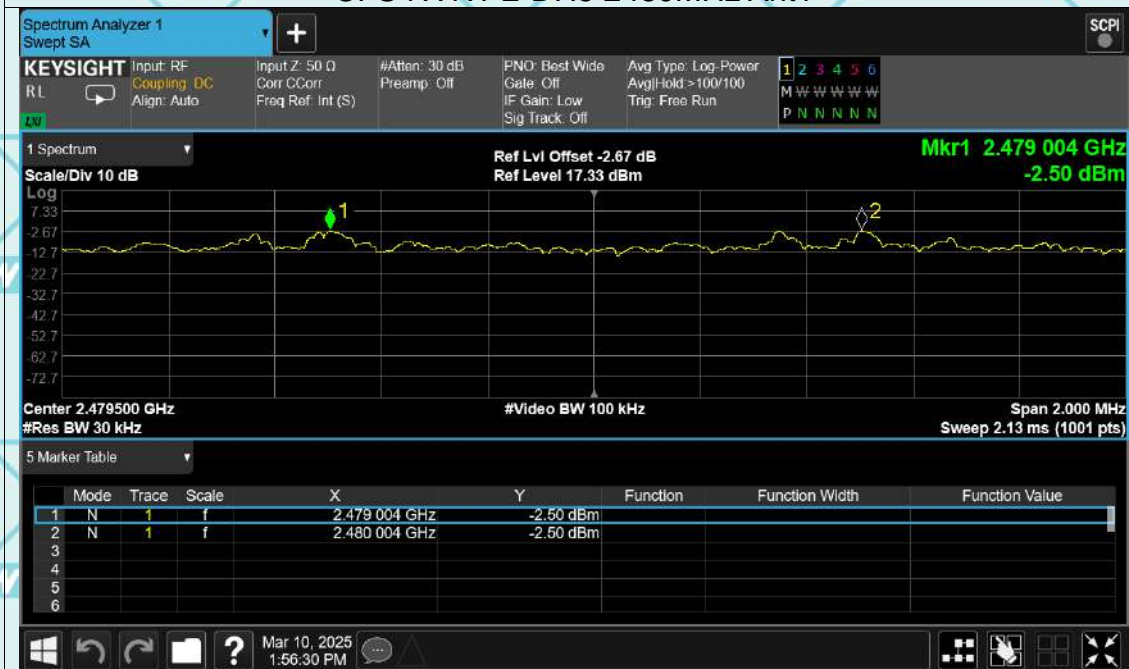 Spectrum Analyzer 1
Swept SA
+
SCPI
KEYSIGHT
RL
LXI
Input: RF
Coupling: DC
Align: Auto
Input Z: 50 Ω
Corr CCorr
Freq Ref: Int (S)
#Atten: 30 dB
Preamp: Off
PNO: Best Wide
Gate: Off
IF Gain: Low
Sig Track: Off
Avg Type: Log-Power
Avg|Hold:>100/100
Trig: Free Run
1 2 3 4 5 6
M W W W W W
P N N N N N
1 Spectrum
Scale/Div 10 dB
Ref Lvl Offset -2.67 dB
Ref Level 17.33 dBm
Mkr1 2.479 004 GHz
-2.50 dBm
Log
7.33
-2.67
-12.7
-22.7
-32.7
-42.7
-52.7
-62.7
-72.7
1
2
Center 2.479500 GHz
#Res BW 30 kHz
#Video BW 100 kHz
Span 2.000 MHz
Sweep 2.13 ms (1001 pts)
5 Marker Table
Mode Trace Scale X Y Function Function Width Function Value
1 N 1 f 2.479 004 GHz -2.50 dBm
2 N 1 f 2.480 004 GHz -2.50 dBm
3
4
5
6
?
Mar 10, 2025
1:56:30 PM